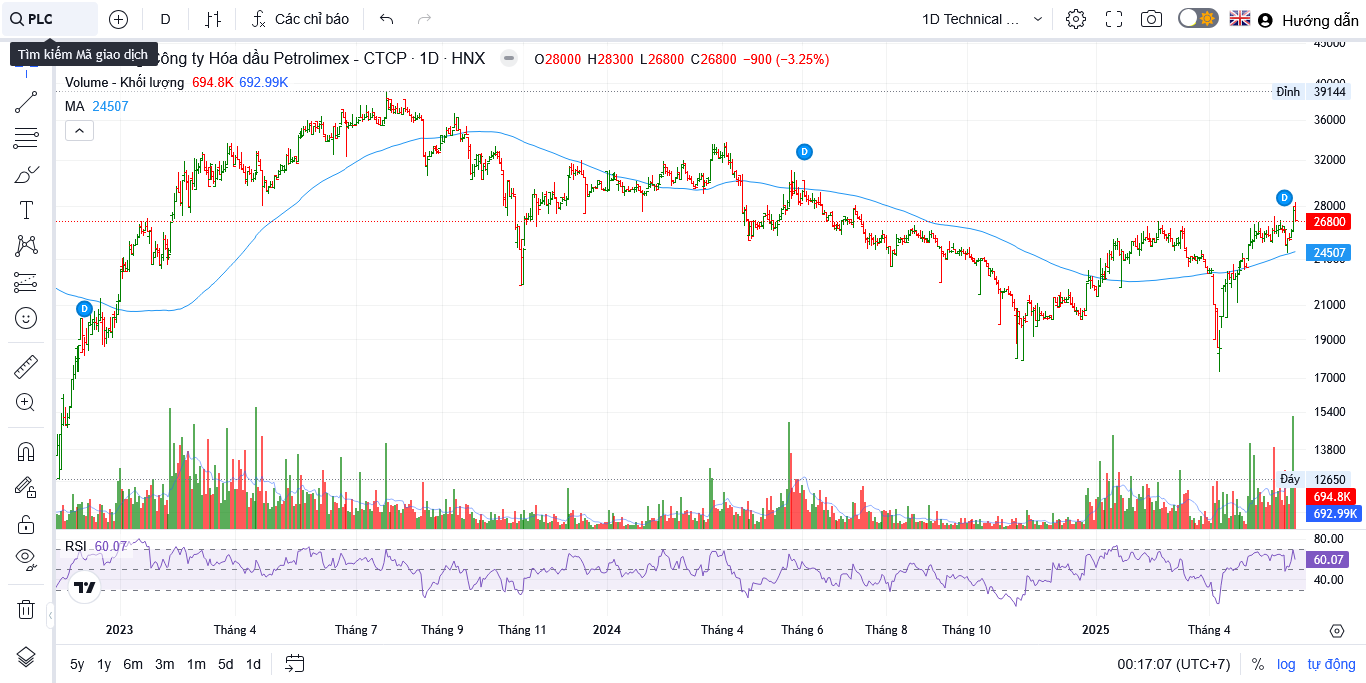 PLC
D
Các chỉ báo
1D Technical ...
Hướng dẫn
Tìm kiếm Mã giao dịch
Công ty Hóa dầu Petrolimex - CTCP · 1D · HNX
O28000 H28300 L26800 C26800 −900 (−3.25%)
Volume - Khối lượng 694.8K 692.99K
MA 24507
45000
40000
Đỉnh 39144
36000
32000
28000
26800
24507
24000
21000
19000
17000
15400
13800
Đáy 12650
694.8K
692.99K
D
D
D
RSI 60.07
80.00
60.07
40.00
2023 Tháng 4 Tháng 7 Tháng 9 Tháng 11 2024 Tháng 4 Tháng 6 Tháng 8 Tháng 10 2025 Tháng 4
5y 1y 6m 3m 1m 5d 1d
00:17:07 (UTC+7) % log tự động